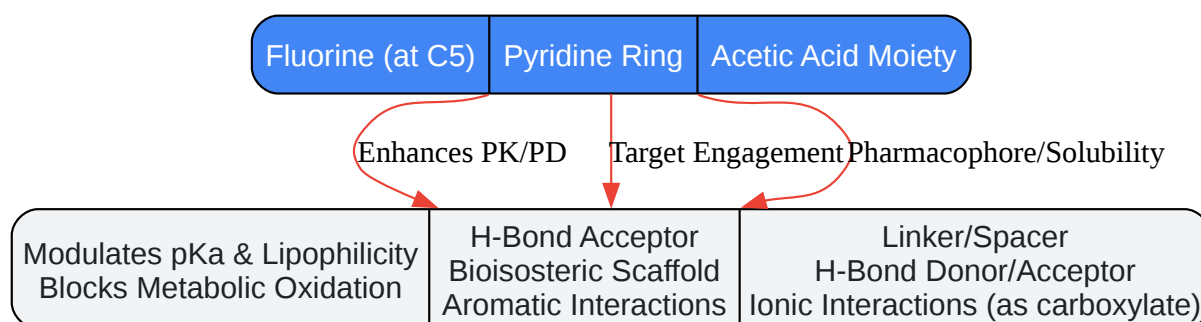 Fluorine (at C5)
Pyridine Ring
Acetic Acid Moiety
Enhances PK/PD
Target Engagement
Pharmacophore/Solubility
Modulates pKa & Lipophilicity
Blocks Metabolic Oxidation
H-Bond Acceptor
Bioisosteric Scaffold
Aromatic Interactions
Linker/Spacer
H-Bond Donor/Acceptor
Ionic Interactions (as carboxylate)